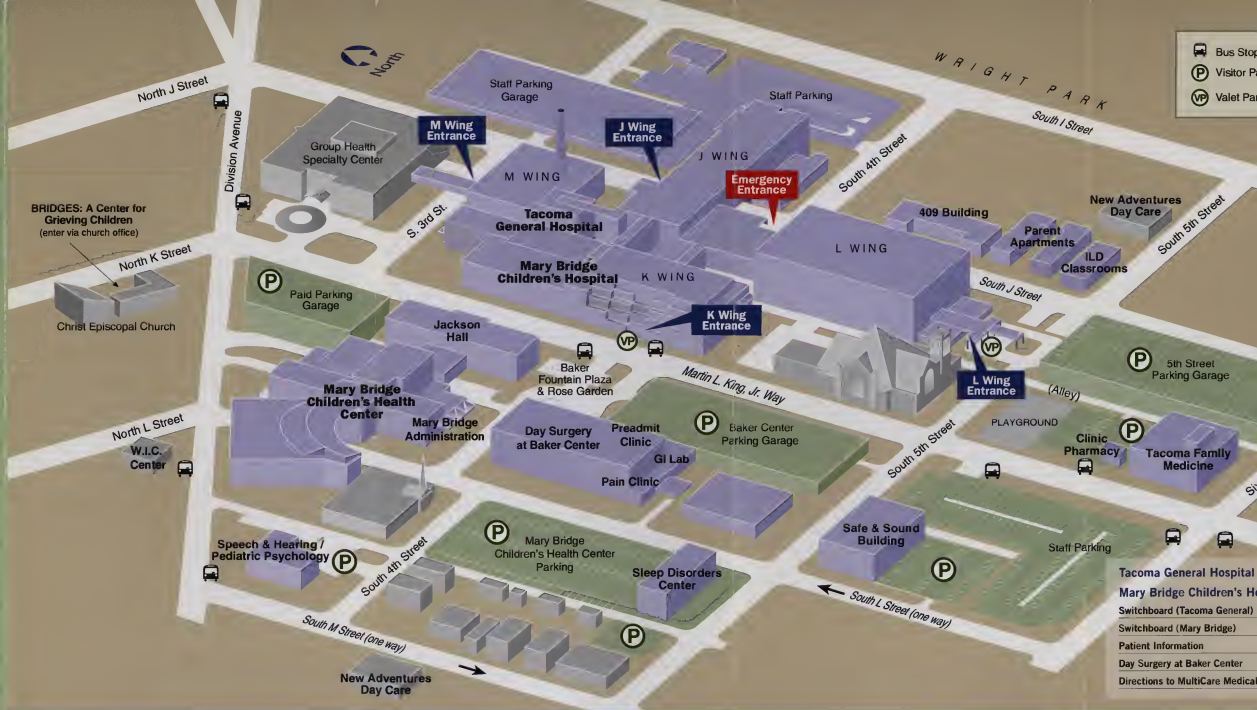 WRIGHT PARK
Bus Stop
Visitor
Valet
North
North J Street
Staff Parking
Garage
Staff Parking
South I Street
M Wing
Entrance
J Wing
Entrance
Group Health
Specialty Center
J WING
Division Avenue
M WING
Emergency
Entrance
South 4th Street
BRIDGES: A Center for
Grieving Children
(enter via church office)
S. 3rd St.
Tacoma
General Hospital
409 Building
New Adventures
Day Care
Parent
Apartments
South 5th Street
L WING
ILD
Classrooms
North K Street
Mary Bridge
Children's Hospital
K WING
South J Street
P
Paid Parking
Garage
Christ Episcopal Church
Jackson
Hall
K Wing
Entrance
VP
VP
P
5th Street
Parking Garage
Baker
Fountain Plaza
& Rose Garden
Martin L. King, Jr. Way
L Wing
Entrance
(Alley)
Mary Bridge
Children's Health
Center
Mary Bridge
Administration
North L Street
W.I.C.
Center
Day Surgery
at Baker Center
Preadmit
Clinic
GI Lab
Pain Clinic
P
Baker Center
Parking Garage
South 5th Street
PLAYGROUND
P
Clinic
Pharmacy
Tacoma Family
Medicine
Speech & Hearing /
Pediatric Psychology
P
South 4th Street
P
Mary Bridge
Children's Health Center
Parking
Sleep Disorders
Center
Safe & Sound
Building
P
Staff Parking
South L Street (one way)
South M Street (one way)
P
New Adventures
Day Care
P
VP
Tacoma General Hospital
Mary Bridge Children's
Switchboard (Tacoma General)
Switchboard (Mary Bridge)
Patient Information
Day Surgery at Baker Center
Directions to MultiCare Medical